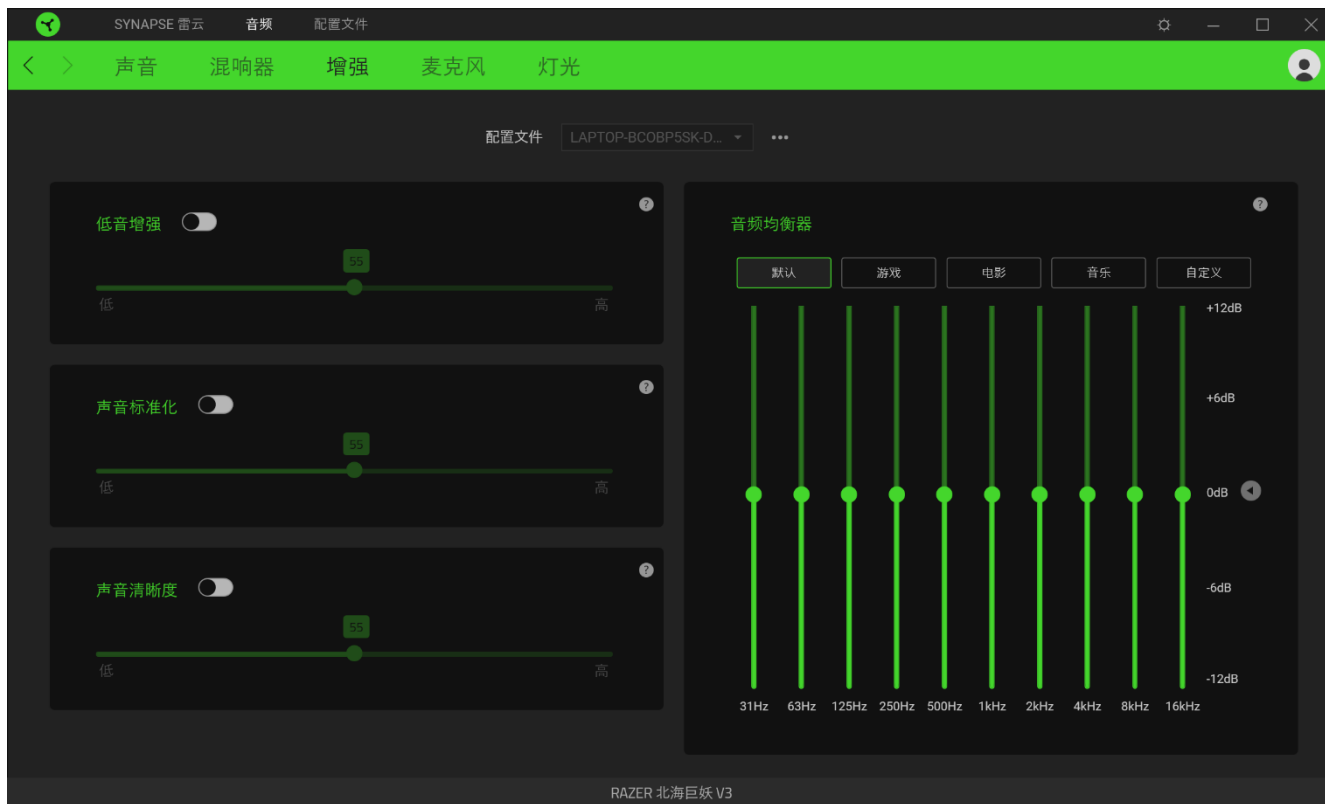 SYNAPSE 雷云 音频 配置文件
声音 混响器 增强 麦克风 灯光
配置文件 LAPTOP-BCOBP5SK-D...
低音增强
55
低 高
声音标准化
55
低 高
声音清晰度
55
低 高
音频均衡器
默认 游戏 电影 音乐 自定义
+12dB
+6dB
0dB
-6dB
-12dB
31Hz 63Hz 125Hz 250Hz 500Hz 1kHz 2kHz 4kHz 8kHz 16kHz
RAZER 北海巨妖 V3